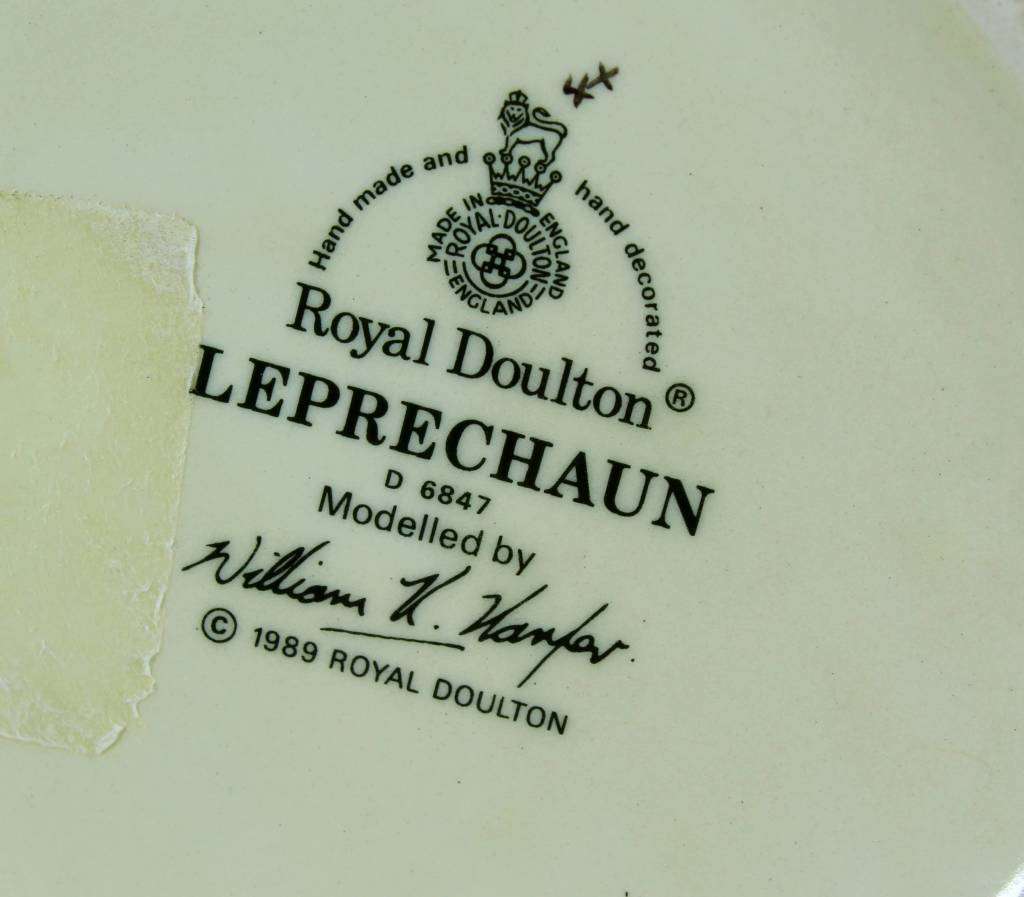 4X
Hand made and hand decorated
MADE IN ENGLAND
ROYAL·DOULTON
ENGLAND
Royal Doulton ®
LEPRECHAUN
D 6847
Modelled by
William K. Harper.
© 1989 ROYAL DOULTON